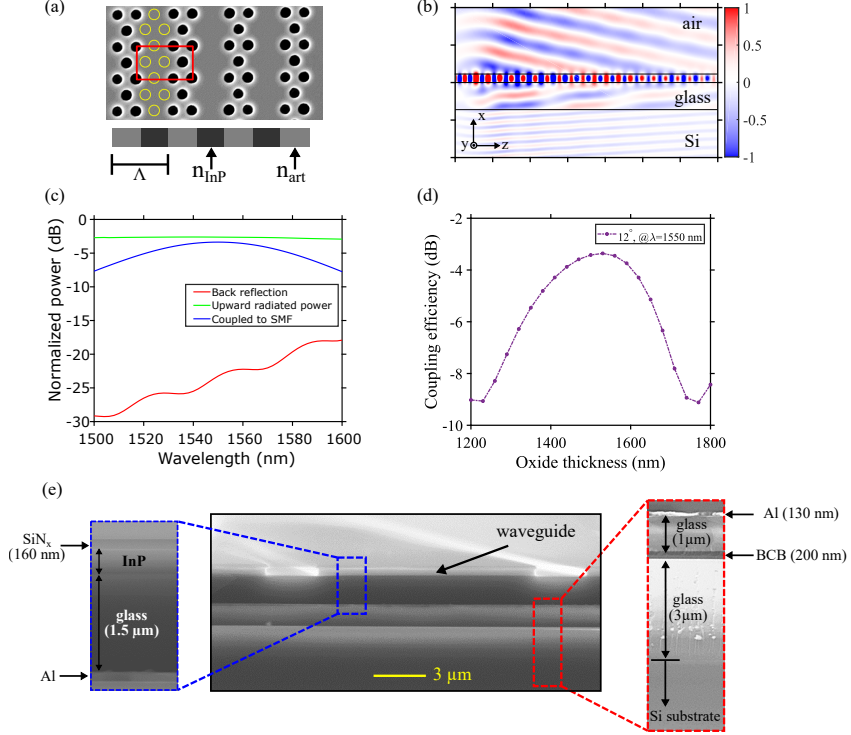 (a)
Λ
n_InP
n_art
(b)
air
glass
Si
x
y
z
1
0.5
0
-0.5
-1
(c)
Normalized power (dB)
0
-5
-10
-15
-20
-25
-30
Back reflection
Upward radiated power
Coupled to SMF
1500
1520
1540
1560
1580
1600
Wavelength (nm)
(d)
Coupling efficiency (dB)
-2
-4
-6
-8
-10
12°, @λ=1550 nm
1200
1400
1600
1800
Oxide thickness (nm)
(e)
SiNx
(160 nm)
InP
glass
(1.5 µm)
Al
waveguide
3 µm
Al (130 nm)
glass
(1µm)
BCB (200 nm)
glass
(3µm)
Si substrate